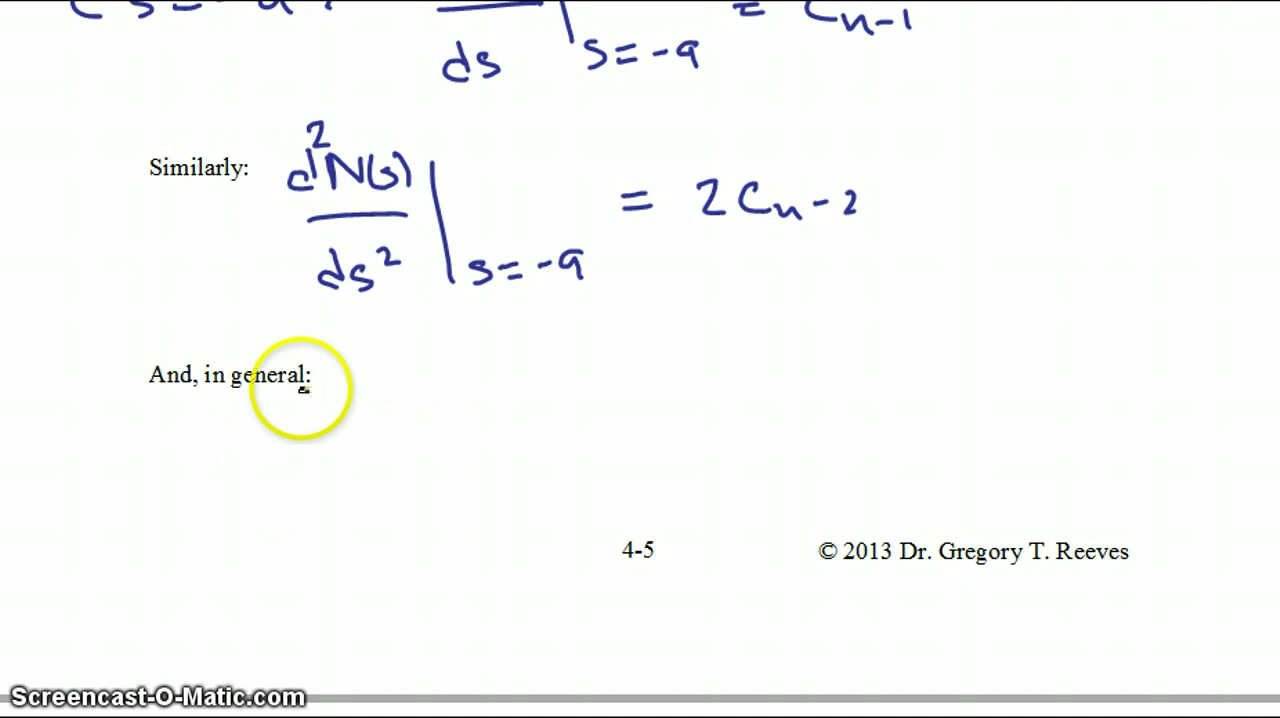 ds | s=-a = Cn-1
Similarly: d²N(s) / ds² | s=-a = 2Cn-2
And, in general:
4-5 © 2013 Dr. Gregory T. Reeves
Screencast-O-Matic.com